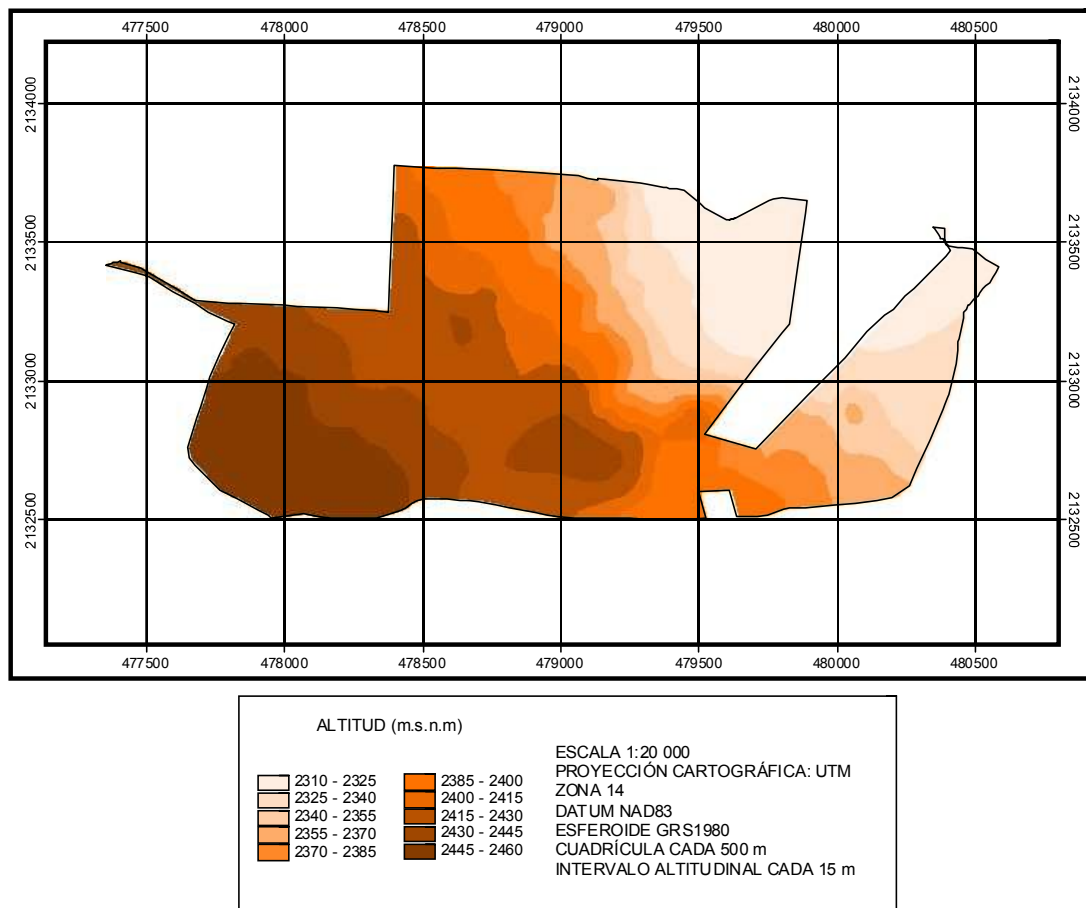 477500 478000 478500 479000 479500 480000 480500
2134000 2134000
2133500 2133500
2133000 2133000
2132500 2132500
477500 478000 478500 479000 479500 480000 480500
ALTITUD (m.s.n.m)
2310 - 2325
2325 - 2340
2340 - 2355
2355 - 2370
2370 - 2385
2385 - 2400
2400 - 2415
2415 - 2430
2430 - 2445
2445 - 2460
ESCALA 1:20 000
PROYECCIÓN CARTOGRÁFICA: UTM
ZONA 14
DATUM NAD83
ESFEROIDE GRS1980
CUADRÍCULA CADA 500 m
INTERVALO ALTITUDINAL CADA 15 m